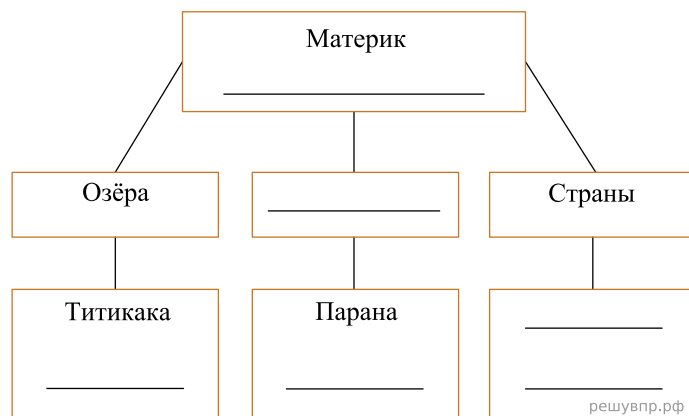 Материк
Озёра
Страны
Титикака
Парана
решувпр.рф